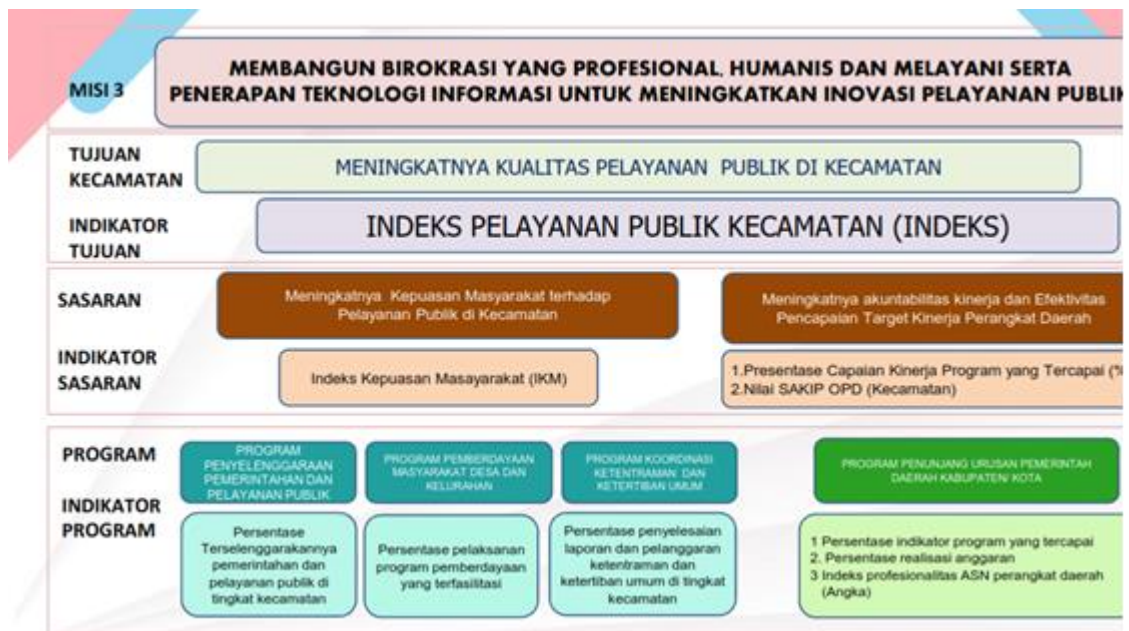 MISI 3
MEMBANGUN BIROKRASI YANG PROFESIONAL, HUMANIS DAN MELAYANI SERTA
PENERAPAN TEKNOLOGI INFORMASI UNTUK MENINGKATKAN INOVASI PELAYANAN PUBLIK
TUJUAN
KECAMATAN
MENINGKATNYA KUALITAS PELAYANAN PUBLIK DI KECAMATAN
INDIKATOR
TUJUAN
INDEKS PELAYANAN PUBLIK KECAMATAN (INDEKS)
SASARAN
Meningkatnya Kepuasan Masyarakat terhadap
Pelayanan Publik di Kecamatan
Meningkatnya akuntabilitas kinerja dan Efektivitas
Pencapaian Target Kinerja Perangkat Daerah
INDIKATOR
SASARAN
Indeks Kepuasan Masayarakat (IKM)
1.Presentase Capaian Kinerja Program yang Tercapai (%
2.Nilai SAKIP OPD (Kecamatan)
PROGRAM
PROGRAM
PENYELENGGARAAN
PEMERINTAHAN DAN
PELAYANAN PUBLIK
PROGRAM PEMBERDAYAAN
MASYARAKAT DESA DAN
KELURAHAN
PROGRAM KOORDINASI
KETENTRAMAN DAN
KETERTIBAN UMUM
PROGRAM PENUNJANG URUSAN PEMERINTAH
DAERAH KABUPATEN/ KOTA
INDIKATOR
PROGRAM
Persentase
Terselenggarakannya
pemerintahan dan
pelayanan publik di
tingkat kecamatan
Persentase pelaksanan
program pemberdayaan
yang terfasilitasi
Persentase penyelesaian
laporan dan pelanggaran
ketentraman dan
ketertiban umum di tingkat
kecamatan
1 Persentase indikator program yang tercapai
2. Persentase realisasi anggaran
3 Indeks profesionalitas ASN perangkat daerah
(Angka)